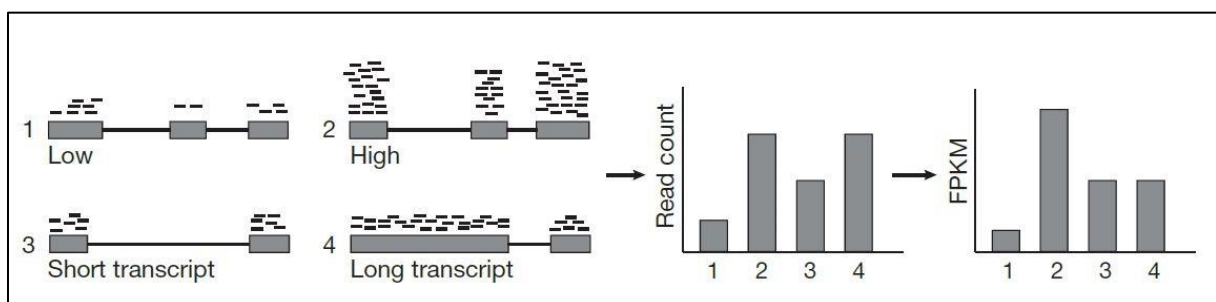 1
Low
2
High
3
Short transcript
4
Long transcript
Read count
1 2 3 4
FPKM
1 2 3 4